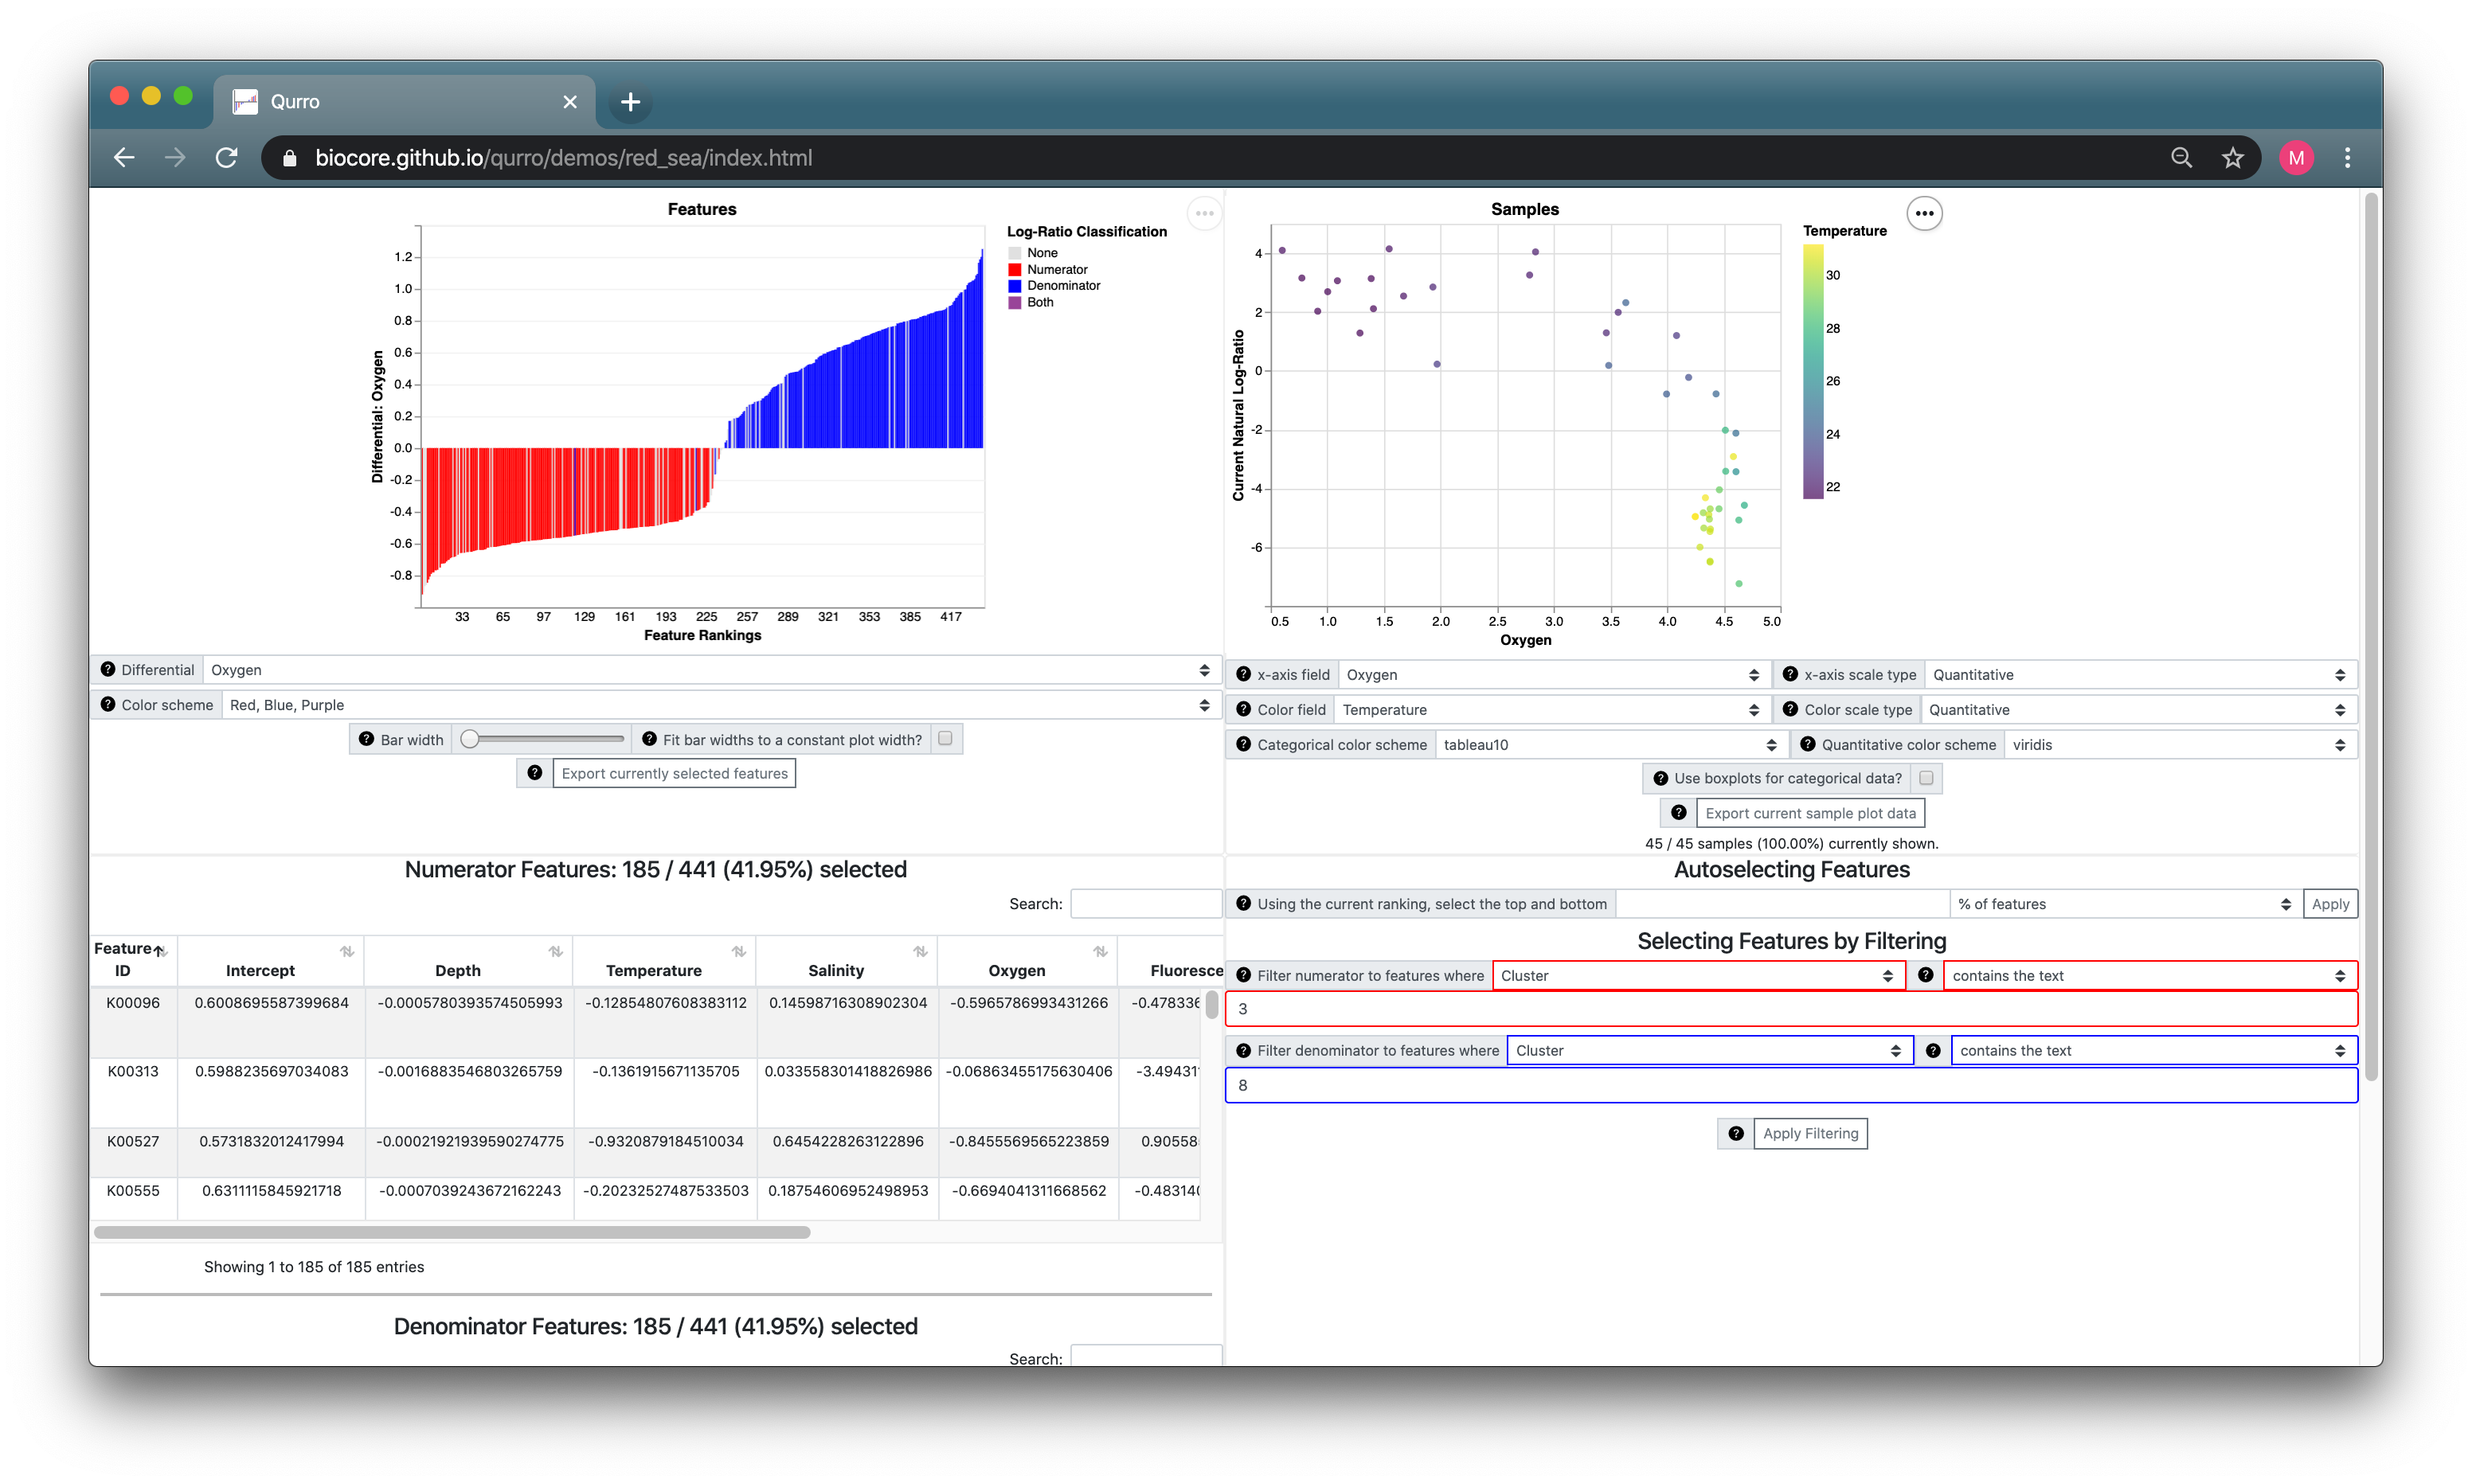 Qurro
biocore.github.io/qurro/demos/red_sea/index.html
M
Features
Differential: Oxygen
1.2
1.0
0.8
0.6
0.4
0.2
0.0
-0.2
-0.4
-0.6
-0.8
33 65 97 129 161 193 225 257 289 321 353 385 417
Feature Rankings
Log-Ratio Classification
None
Numerator
Denominator
Both
Differential Oxygen
Color scheme Red, Blue, Purple
Bar width Fit bar widths to a constant plot width?
Export currently selected features
Samples
Current Natural Log-Ratio
4
2
0
-2
-4
-6
0.5 1.0 1.5 2.0 2.5 3.0 3.5 4.0 4.5 5.0
Oxygen
Temperature
30
28
26
24
22
x-axis field Oxygen x-axis scale type Quantitative
Color field Temperature Color scale type Quantitative
Categorical color scheme tableau10 Quantitative color scheme viridis
Use boxplots for categorical data?
Export current sample plot data
45 / 45 samples (100.00%) currently shown.
Numerator Features: 185 / 441 (41.95%) selected
Search:
Feature ID Intercept Depth Temperature Salinity Oxygen Fluoresce
K00096 0.6008695587399684 -0.0005780393574505993 -0.12854807608383112 0.14598716308902304 -0.5965786993431266 -0.478336
K00313 0.5988235697034083 -0.0016883546803265759 -0.1361915671135705 0.033558301418826986 -0.06863455175630406 -3.49431
K00527 0.5731832012417994 -0.00021921939590274775 -0.9320879184510034 0.6454228263122896 -0.8455569565223859 0.90558
K00555 0.6311115845921718 -0.0007039243672162243 -0.20232527487533503 0.18754606952498953 -0.6694041311668562 -0.483140
Showing 1 to 185 of 185 entries
Denominator Features: 185 / 441 (41.95%) selected
Search:
Autoselecting Features
Using the current ranking, select the top and bottom % of features Apply
Selecting Features by Filtering
Filter numerator to features where Cluster contains the text
3
Filter denominator to features where Cluster contains the text
8
Apply Filtering